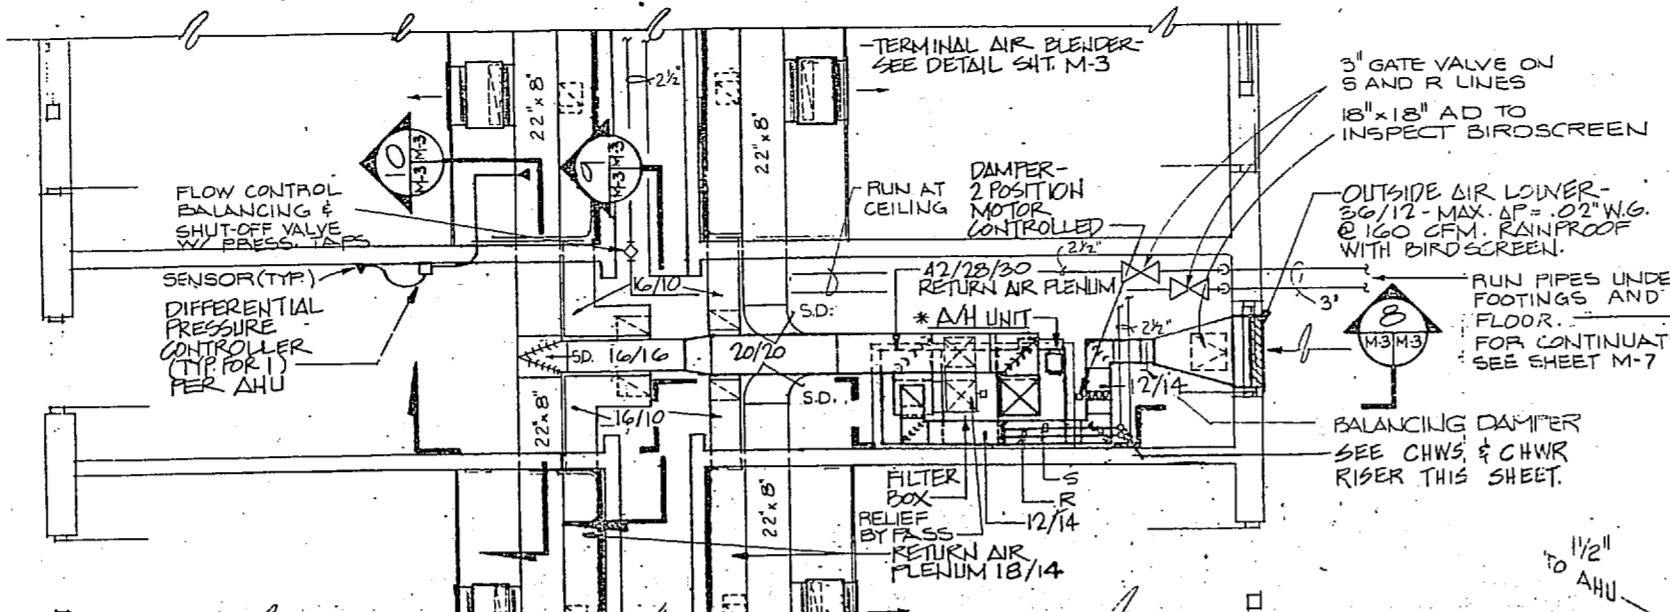 -TERMINAL AIR BLENDER-
SEE DETAIL SHT. M-3
3" GATE VALVE ON
S AND R LINES
18"x18" AD TO
INSPECT BIRDSCREEN
2½"
22"x8"
22"x8"
10
M-3 M-3
9
M-3 M-3
FLOW CONTROL
BALANCING &
SHUT-OFF VALVE
W/ PRESS. TAPS
RUN AT
CEILING
DAMPER-
2 POSITION
MOTOR
CONTROLLED
OUTSIDE AIR LOUVER-
36/12 - MAX. ΔP = .02" W.G.
@ 160 CFM. RAINPROOF
WITH BIRDSCREEN.
SENSOR (TYP.)
DIFFERENTIAL
PRESSURE
CONTROLLER
(TYP. FOR 1)
PER AHU
16/10
S.D.
42/28/30
RETURN AIR PLENUM
2½"
* A/H UNIT
3"
RUN PIPES UNDE
FOOTINGS AND
FLOOR.
FOR CONTINUAT
SEE SHEET M-7
8
M-3 M-3
2½"
S.D. 16/16
20/20
12/14
S.D.
16/10
22"x8"
BALANCING DAMPER
SEE CHWS & CHWR
RISER THIS SHEET.
FILTER
BOX
S
R
12/14
RELIEF
BY PASS
22"x8"
RETURN AIR
PLENUM 18/14
1½"
TO AHU